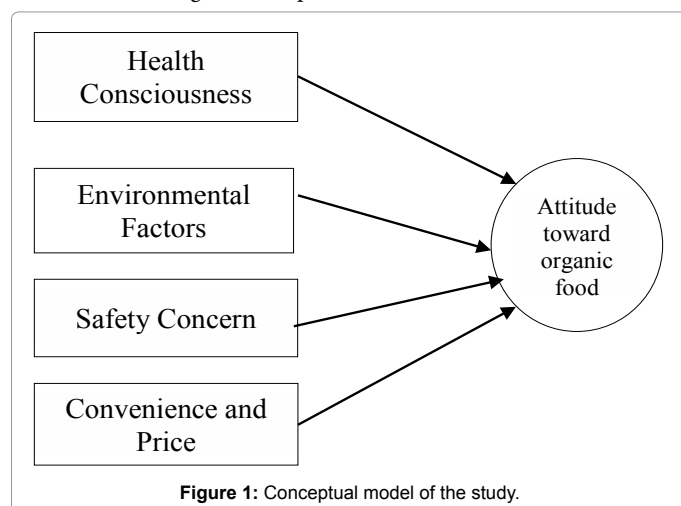 Health
Consciousness
Environmental
Factors
Safety Concern
Convenience and
Price
Attitude
toward
organic
food
Figure 1: Conceptual model of the study.